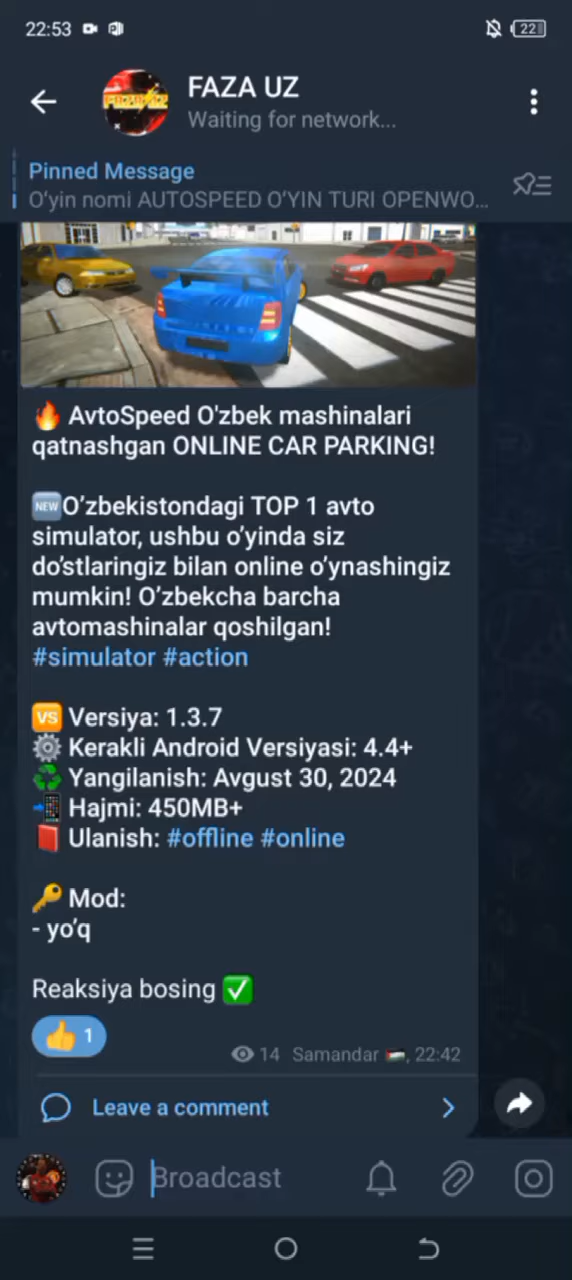 22:53
22
FAZA UZ
Waiting for network...
Pinned Message
O‘yin nomi AUTOSPEED O‘YIN TURI OPENWO...
🔥 AvtoSpeed O'zbek mashinalari
qatnashgan ONLINE CAR PARKING!
🆕O‘zbekistondagi TOP 1 avto
simulator, ushbu o‘yinda siz
do‘stlaringiz bilan online o‘ynashingiz
mumkin! O‘zbekcha barcha
avtomashinalar qoshilgan!
#simulator #action
🆚 Versiya: 1.3.7
⚙️ Kerakli Android Versiyasi: 4.4+
♻️ Yangilanish: Avgust 30, 2024
📲 Hajmi: 450MB+
📕 Ulanish: #offline #online
🔑 Mod:
- yo‘q
Reaksiya bosing ✅
👍 1
14 Samandar 🇵🇸, 22:42
Leave a comment
Broadcast